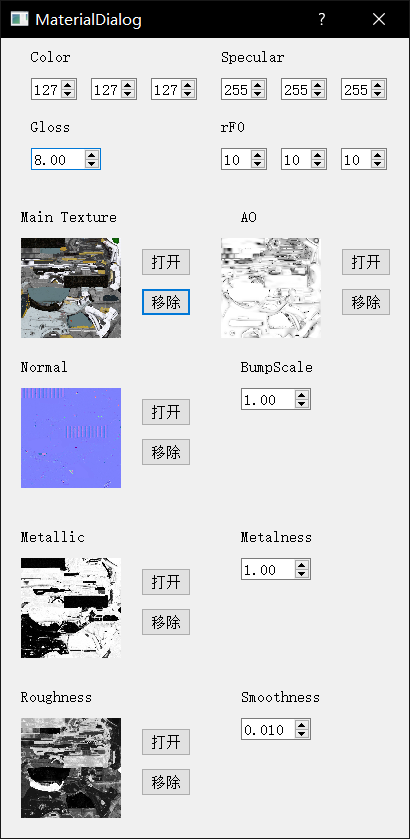 MaterialDialog
Color Specular
127 127 127 255 255 255
Gloss rF0
8.00 10 10 10
Main Texture AO
打开 打开
移除 移除
Normal BumpScale
打开 1.00
移除
Metallic Metalness
打开 1.00
移除
Roughness Smoothness
打开 0.010
移除